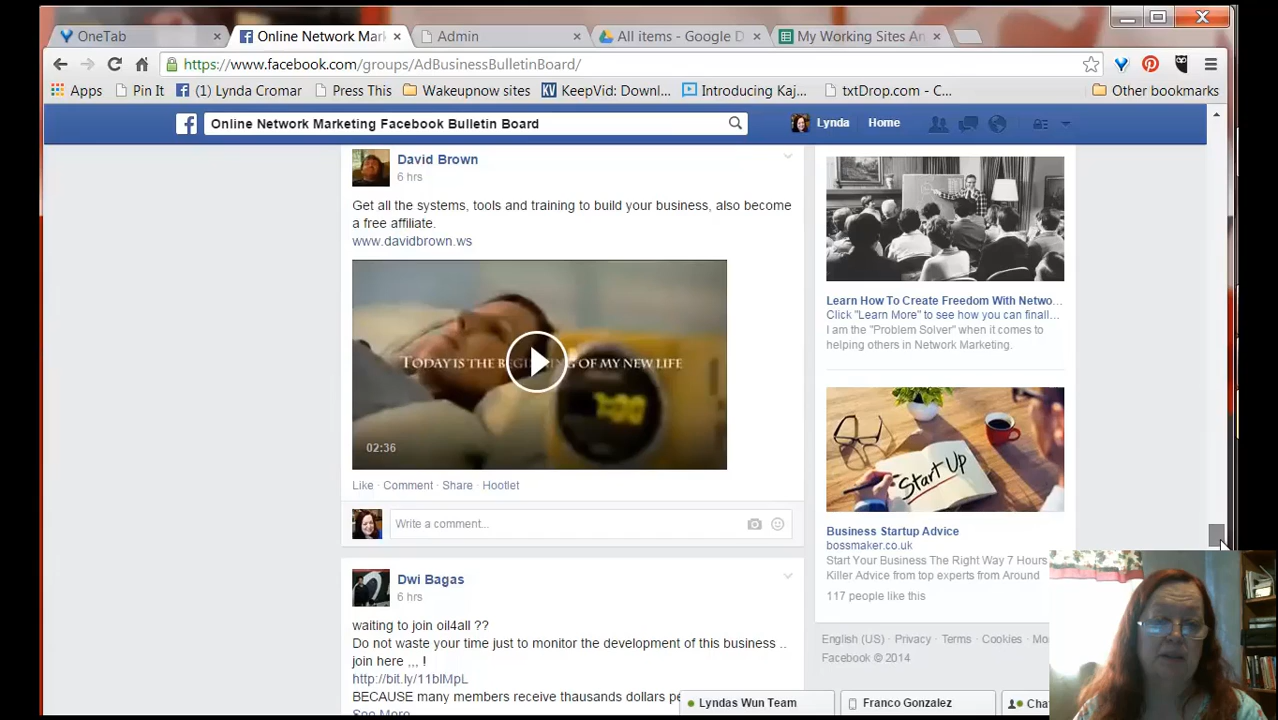 OneTab
Online Network Mark
Admin
All items - Google D
My Working Sites An
https://www.facebook.com/groups/AdBusinessBulletinBoard/
Apps
Pin It
(1) Lynda Cromar
Press This
Wakeupnow sites
KV
KeepVid: Downl...
Introducing Kaj...
txtDrop.com - C...
Other bookmarks
Online Network Marketing Facebook Bulletin Board
Lynda
Home
David Brown
6 hrs
Get all the systems, tools and training to build your business, also become
a free affiliate.
www.davidbrown.ws
TODAY IS THE BEGINNING OF MY NEW LIFE
7:00
02:36
Like · Comment · Share · Hootlet
Write a comment...
Dwi Bagas
6 hrs
waiting to join oil4all ??
Do not waste your time just to monitor the development of this business ..
join here ,,, !
http://bit.ly/11blMpL
BECAUSE many members receive thausands dollars pe
See More
Learn How To Create Freedom With Netwo...
Click "Learn More" to see how you can finall...
I am the "Problem Solver" when it comes to
helping others in Network Marketing.
Start Up
Business Startup Advice
bossmaker.co.uk
Start Your Business The Right Way 7 Hours
Killer Advice from top experts from Around
117 people like this
English (US) · Privacy · Terms · Cookies · Mo
Facebook © 2014
Lyndas Wun Team
Franco Gonzalez
Cha